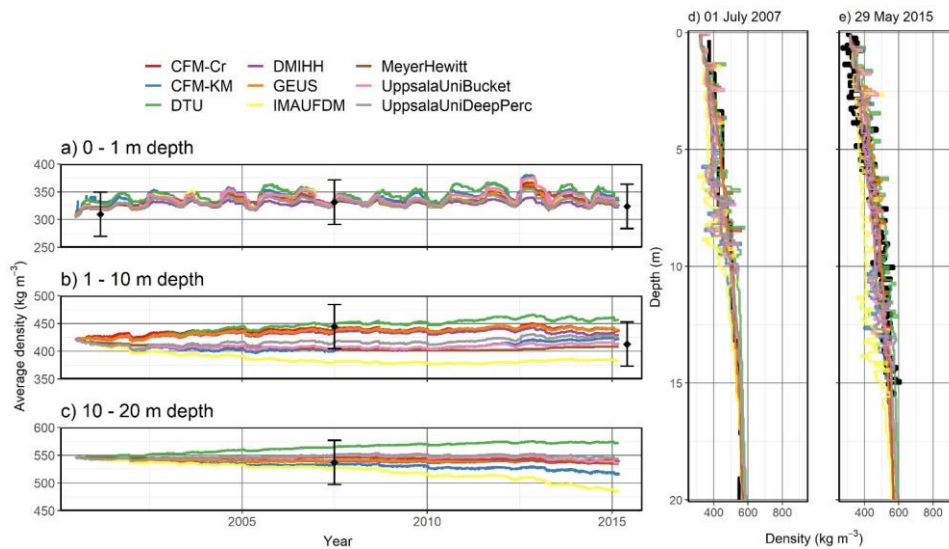 d) 01 July 2007
e) 29 May 2015
CFM-Cr
DMIHH
MeyerHewitt
CFM-KM
GEUS
UppsalaUniBucket
DTU
IMAUFDM
UppsalaUniDeepPerc
a) 0 - 1 m depth
400
350
300
250
b) 1 - 10 m depth
500
450
400
350
c) 10 - 20 m depth
600
550
500
450
Average density (kg m⁻³)
2005
2010
2015
Year
0
5
10
15
20
Depth (m)
400
600
800
400
600
800
Density (kg m⁻³)